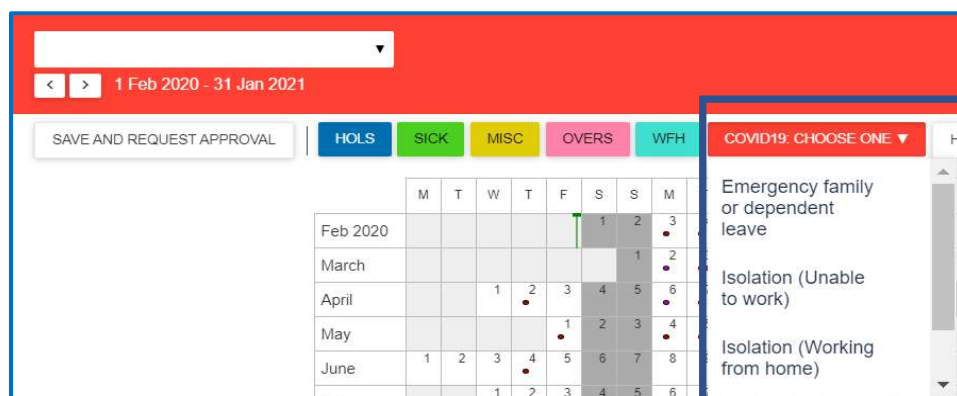 1 Feb 2020 - 31 Jan 2021
SAVE AND REQUEST APPROVAL HOLS SICK MISC OVERS WFH COVID19: CHOOSE ONE H
M T W T F S S M
Feb 2020 1 2 3
March 1 2
April 1 2 3 4 5 6
May 1 2 3 4
June 1 2 3 4 5 6 7 8
1 2 3 4 5 6
Emergency family
or dependent
leave
Isolation (Unable
to work)
Isolation (Working
from home)